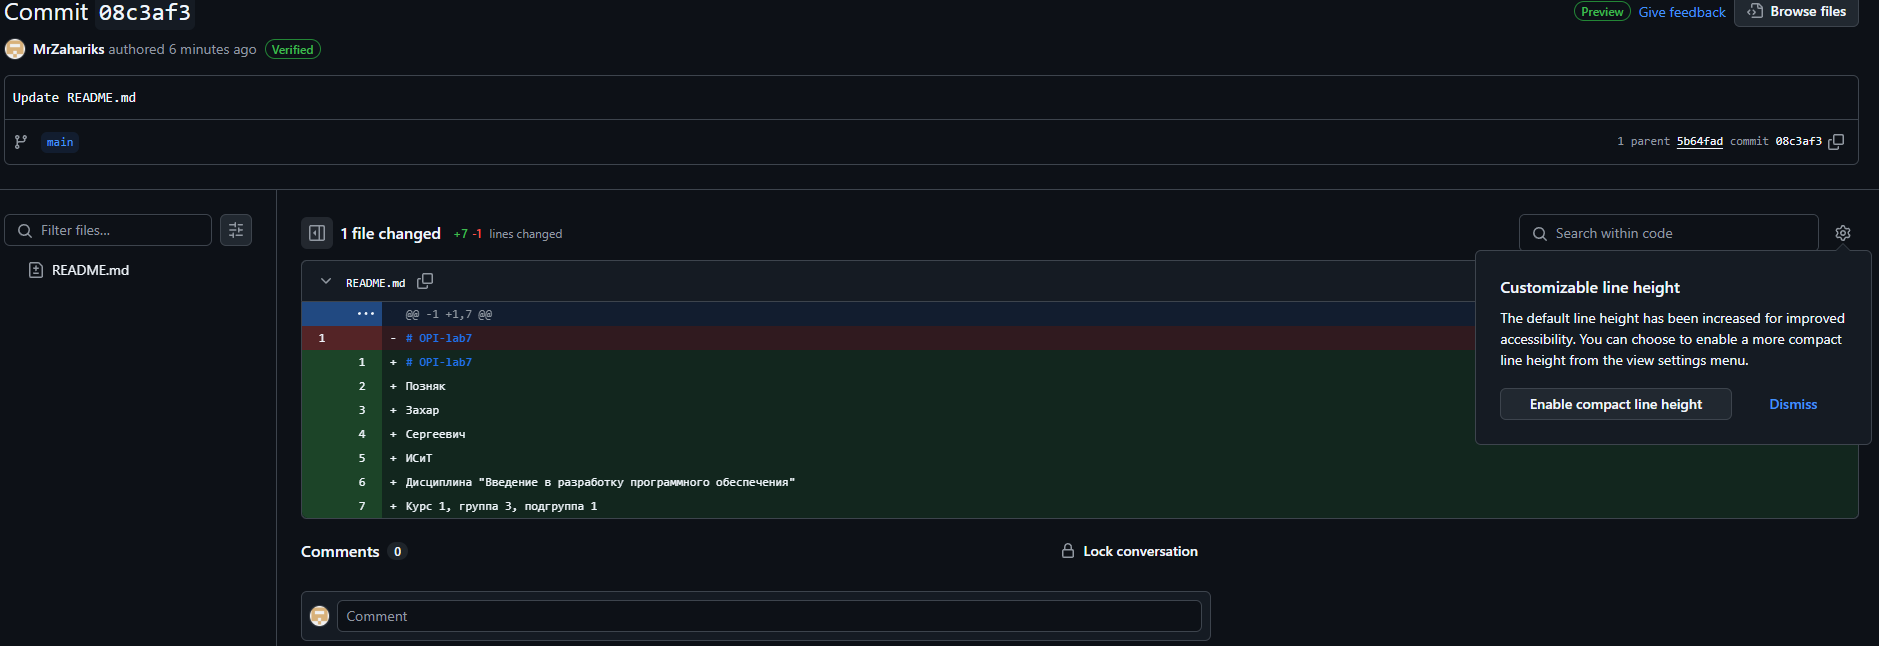 Commit 08c3af3
Preview Give feedback Browse files
MrZahariks authored 6 minutes ago Verified
Update README.md
main
1 parent 5b64fad commit 08c3af3
Filter files...
README.md
1 file changed +7 -1 lines changed
Search within code
README.md
@@ -1 +1,7 @@
1 - # OPI-lab7
1 + # OPI-lab7
2 + Позняк
3 + Захар
4 + Сергеевич
5 + ИСиТ
6 + Дисциплина "Введение в разработку программного обеспечения"
7 + Курс 1, группа 3, подгруппа 1
Customizable line height
The default line height has been increased for improved
accessibility. You can choose to enable a more compact
line height from the view settings menu.
Enable compact line height Dismiss
Comments 0
Lock conversation
Comment